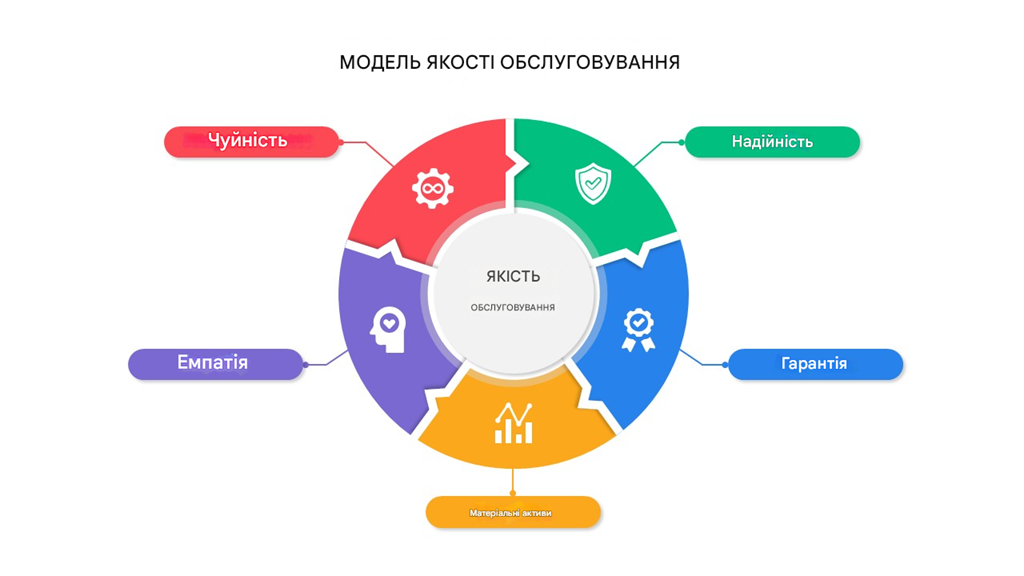 МОДЕЛЬ ЯКОСТІ ОБСЛУГОВУВАННЯ
Чуйність
Надійність
ЯКІСТЬ
ОБСЛУГОВУВАННЯ
Емпатія
Гарантія
Матеріальні активи